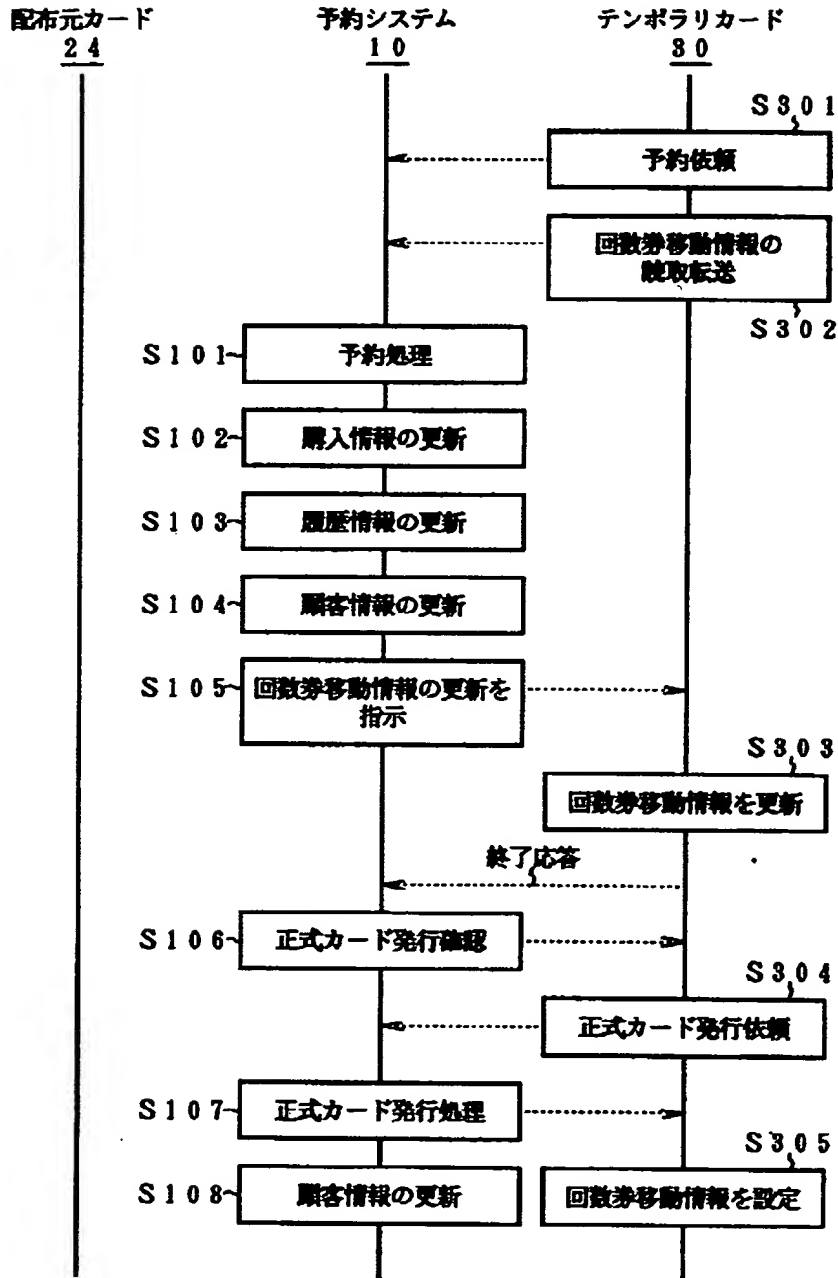 配布元カード
24
予約システム
10
テンポラリカード
30
S301
予約依頼
回数券移動情報の
読取転送
S302
S101
予約処理
S102
購入情報の更新
S103
履歴情報の更新
S104
顧客情報の更新
S105
回数券移動情報の更新を
指示
S303
回数券移動情報を更新
終了応答
S106
正式カード発行確認
S304
正式カード発行依頼
S107
正式カード発行処理
S305
S108
顧客情報の更新
回数券移動情報を設定